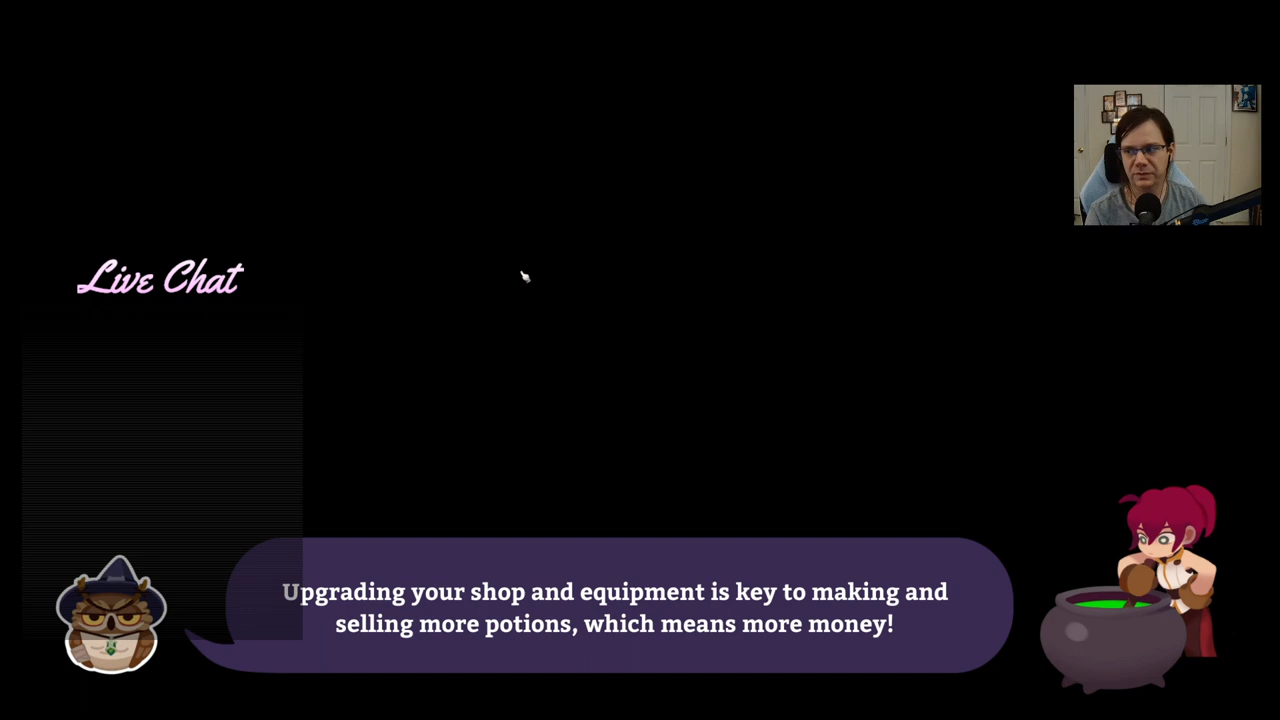 Live Chat
Upgrading your shop and equipment is key to making and
selling more potions, which means more money!